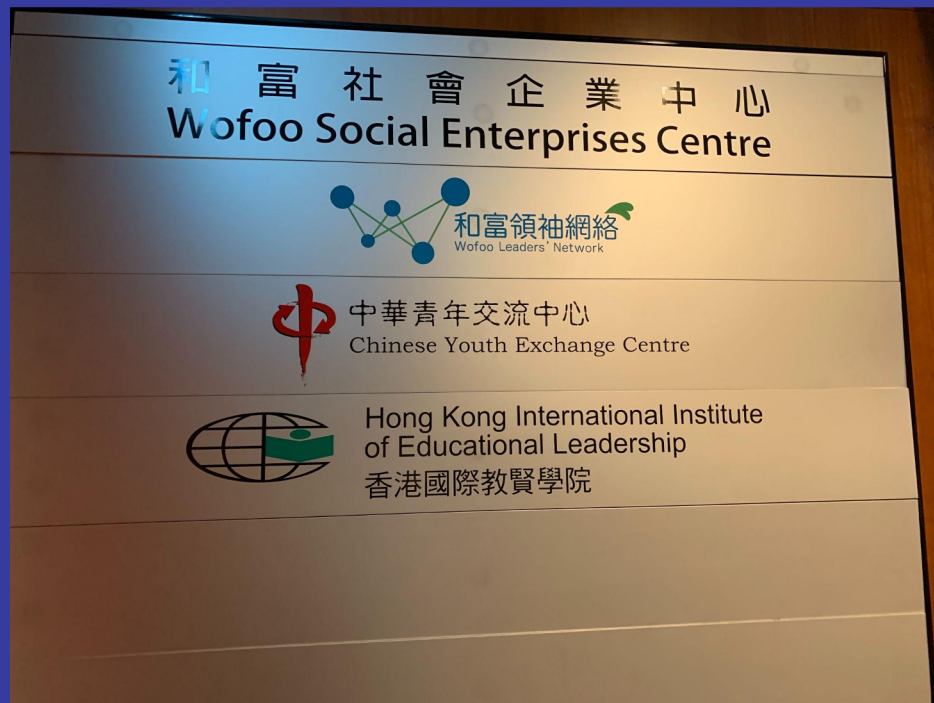 和富社會企業中心
Wofoo Social Enterprises Centre
和富領袖網絡
Wofoo Leaders' Network
中華青年交流中心
Chinese Youth Exchange Centre
Hong Kong International Institute
of Educational Leadership
香港國際教賢學院